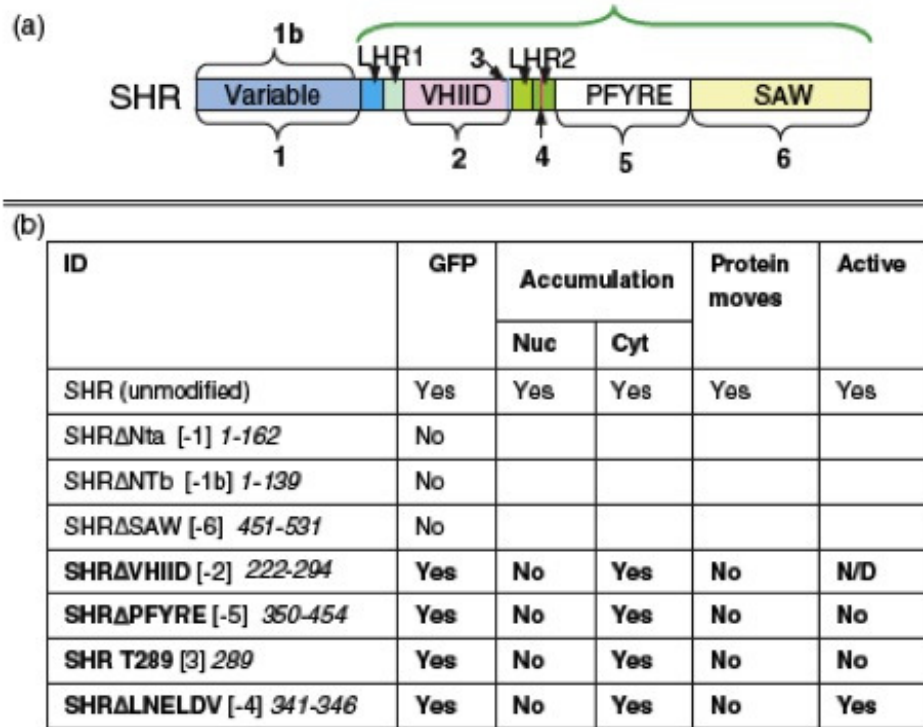 (a)
1b LHR1 3 LHR2
SHR Variable VHIID PFYRE SAW
1 2 4 5 6
(b)
ID GFP Accumulation Protein moves Active
Nuc Cyt
SHR (unmodified) Yes Yes Yes Yes Yes
SHRΔNta [-1] 1-162 No
SHRΔNTb [-1b] 1-139 No
SHRΔSAW [-6] 451-531 No
SHRΔVHIID [-2] 222-294 Yes No Yes No N/D
SHRΔPFYRE [-5] 350-454 Yes No Yes No No
SHR T289 [3] 289 Yes No Yes No No
SHRΔLNELDV [-4] 341-346 Yes No Yes No Yes